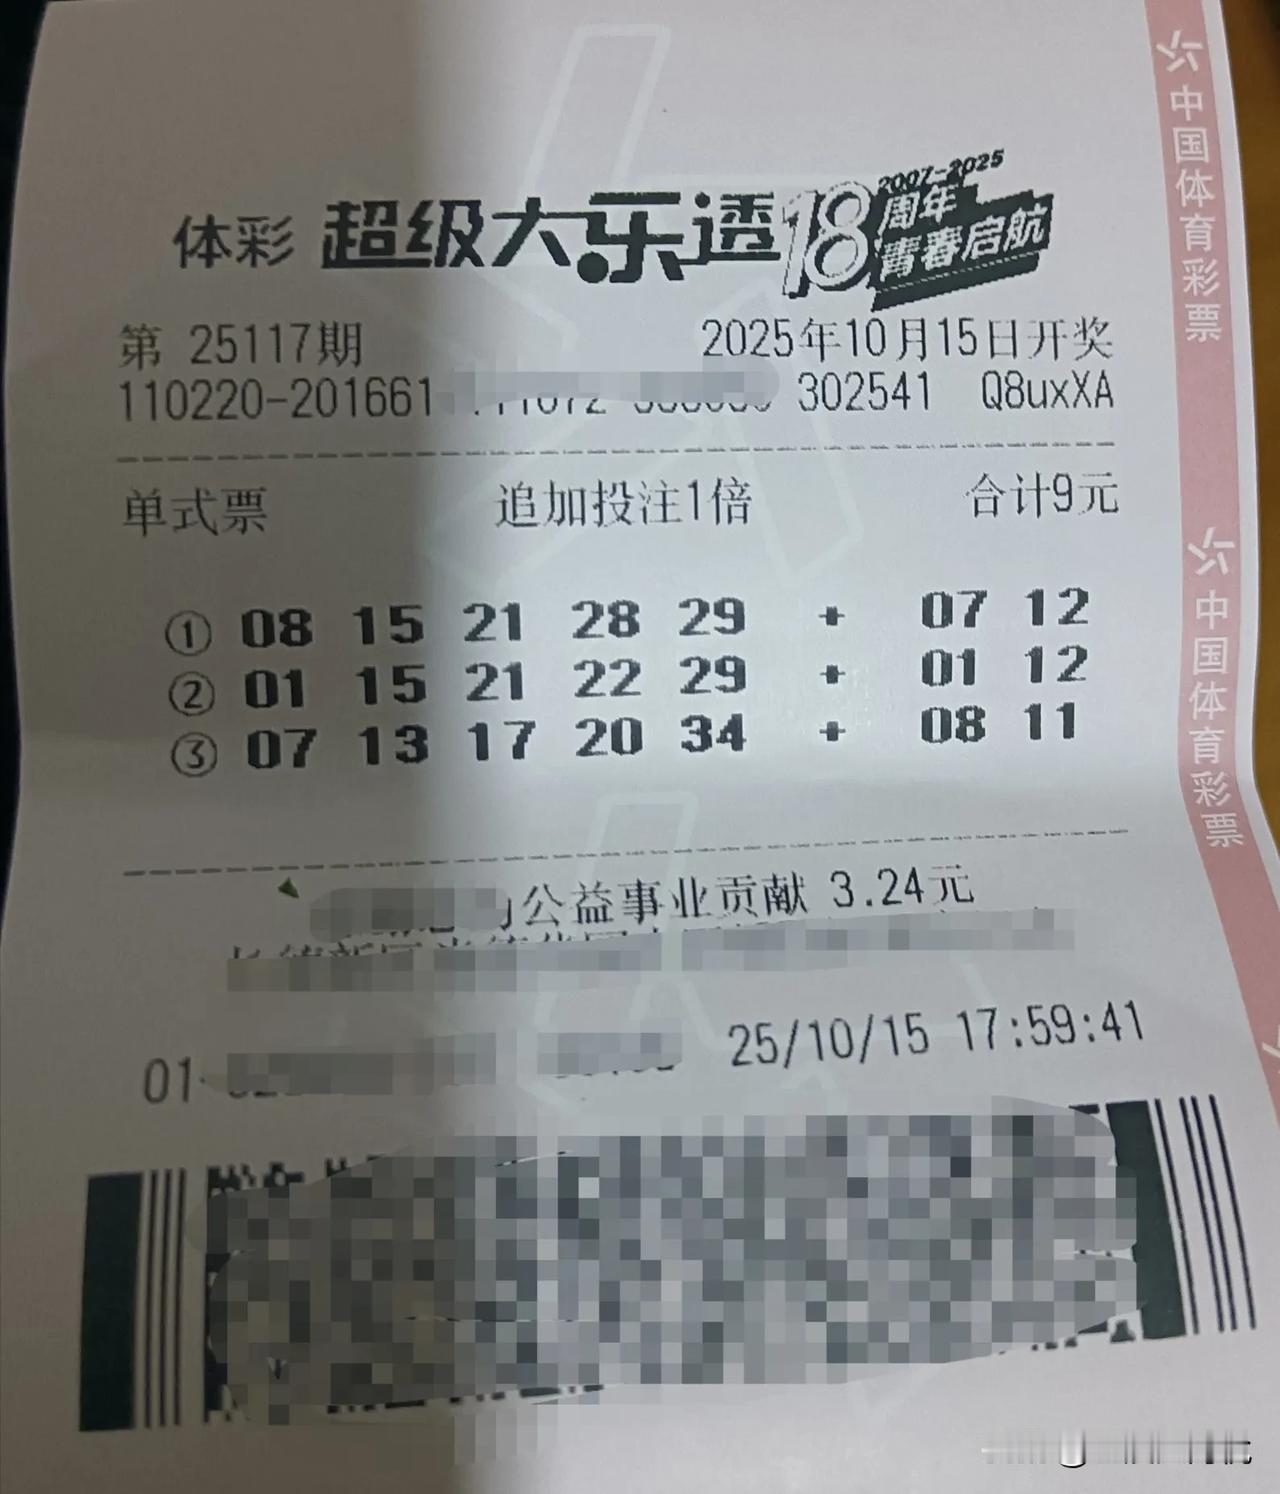 体彩 超级大乐透 18 2007-2025
周年
青春启航
第 25117期 2025年10月15日开奖
110220-201661 302541 Q8uxXA
单式票 追加投注1倍 合计9元
① 08 15 21 28 29 + 07 12
② 01 15 21 22 29 + 01 12
③ 07 13 17 20 34 + 08 11
公益事业贡献 3.24元
01 25/10/15 17:59:41
中国体育彩票
中国体育彩票